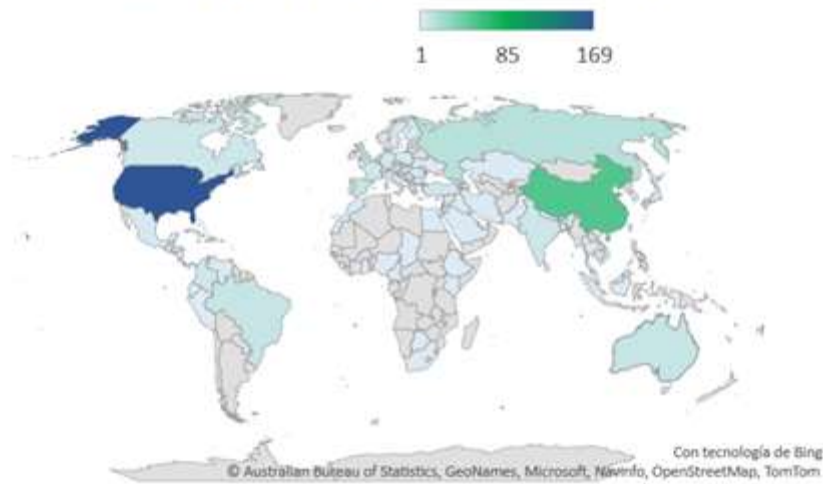 1 85 169
Con tecnología de Bing
© Australian Bureau of Statistics, GeoNames, Microsoft, Navinfo, OpenStreetMap, TomTom